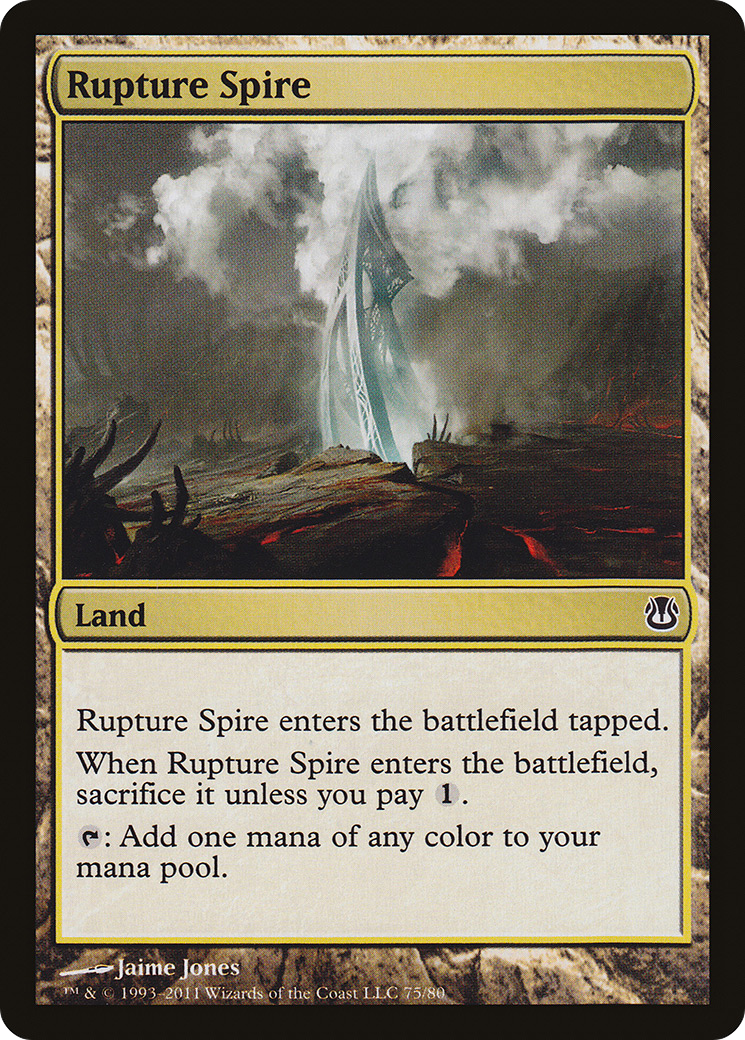 Rupture Spire
Land
Rupture Spire enters the battlefield tapped.
When Rupture Spire enters the battlefield,
sacrifice it unless you pay 1.
: Add one mana of any color to your
mana pool.
Jaime Jones
™ & © 1993–2011 Wizards of the Coast LLC 75/80